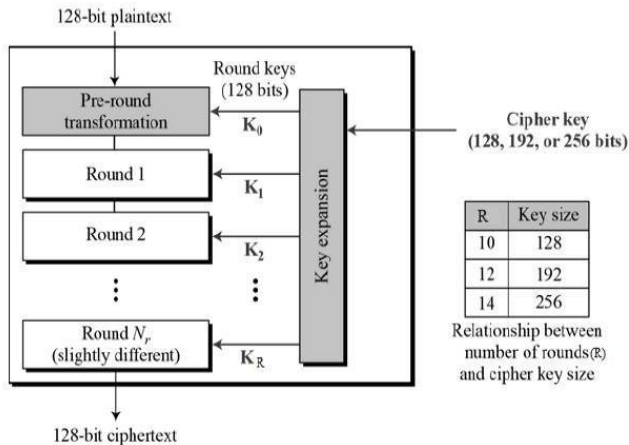 128-bit plaintext
Round keys
(128 bits)
Pre-round
transformation
K0
Cipher key
(128, 192, or 256 bits)
Round 1
K1
Round 2
K2
Key expansion
Round Nr
(slightly different)
KR
128-bit ciphertext
R Key size
10 128
12 192
14 256
Relationship between
number of rounds(R)
and cipher key size